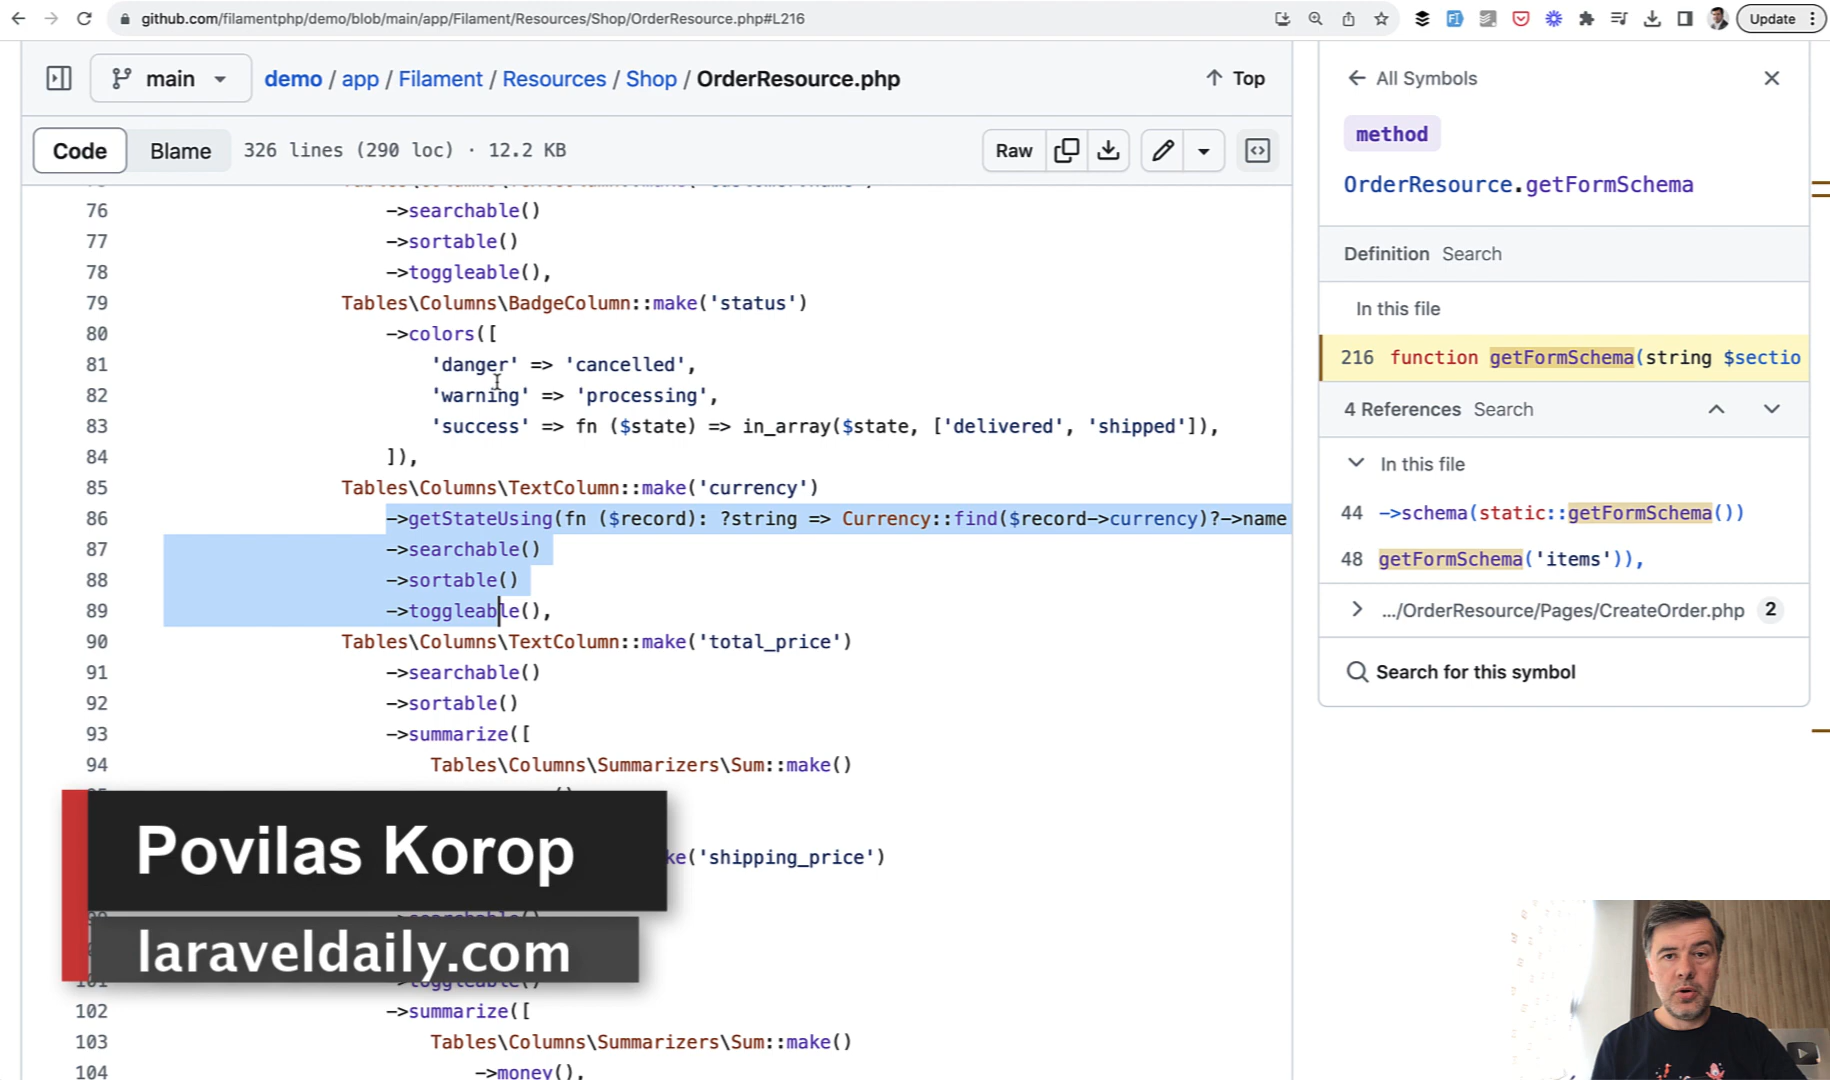 github.com/filamentphp/demo/blob/main/app/Filament/Resources/Shop/OrderResource.php#L216
Update
main
demo / app / Filament / Resources / Shop / OrderResource.php
Top
Code
Blame
326 lines (290 loc) · 12.2 KB
Raw
76 ->searchable()
77 ->sortable()
78 ->toggleable(),
79 Tables\Columns\BadgeColumn::make('status')
80 ->colors([
81 'danger' => 'cancelled',
82 'warning' => 'processing',
83 'success' => fn ($state) => in_array($state, ['delivered', 'shipped']),
84 ]),
85 Tables\Columns\TextColumn::make('currency')
86 ->getStateUsing(fn ($record): ?string => Currency::find($record->currency)?->name
87 ->searchable()
88 ->sortable()
89 ->toggleable(),
90 Tables\Columns\TextColumn::make('total_price')
91 ->searchable()
92 ->sortable()
93 ->summarize([
94 Tables\Columns\Summarizers\Sum::make()
ke('shipping_price')
102 ->summarize([
103 Tables\Columns\Summarizers\Sum::make()
104 ->money(),
Povilas Korop
laraveldaily.com
All Symbols
method
OrderResource.getFormSchema
Definition Search
In this file
216 function getFormSchema(string $sectio
4 References Search
In this file
44 ->schema(static::getFormSchema())
48 getFormSchema('items')),
.../OrderResource/Pages/CreateOrder.php 2
Search for this symbol